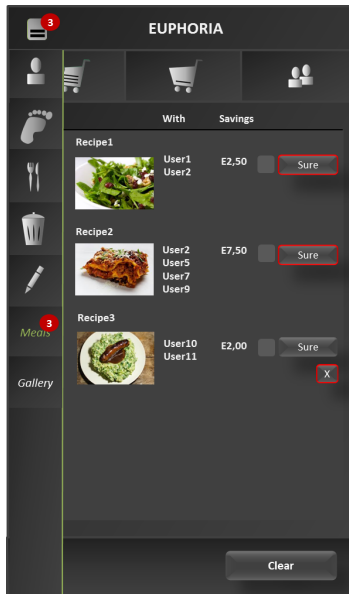 3
EUPHORIA
With Savings
Recipe1
User1 E2,50 Sure
User2
Recipe2
User2 E7,50 Sure
User5
User7
User9
3
Meals
Recipe3
User10 E2,00 Sure
User11
X
Gallery
Clear